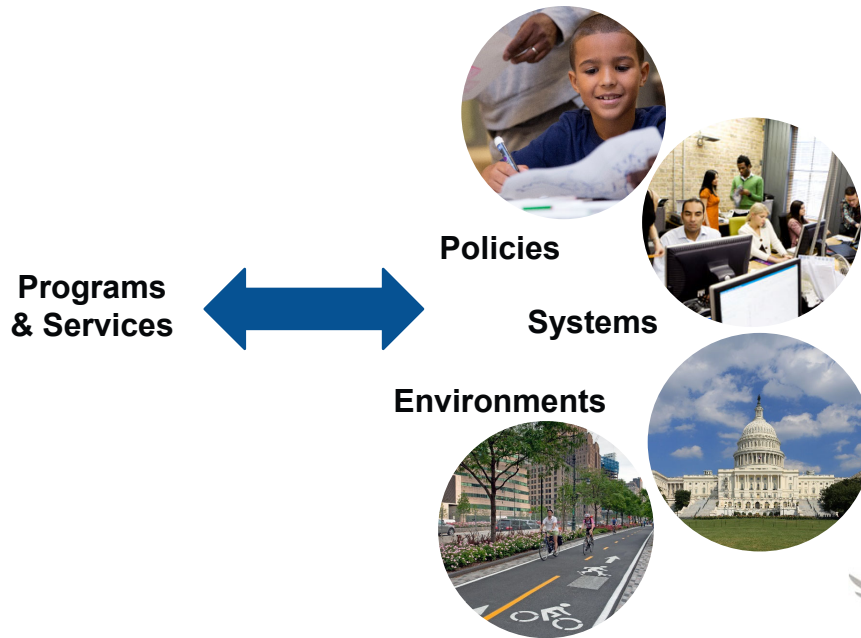 Policies
Programs
& Services
Systems
Environments